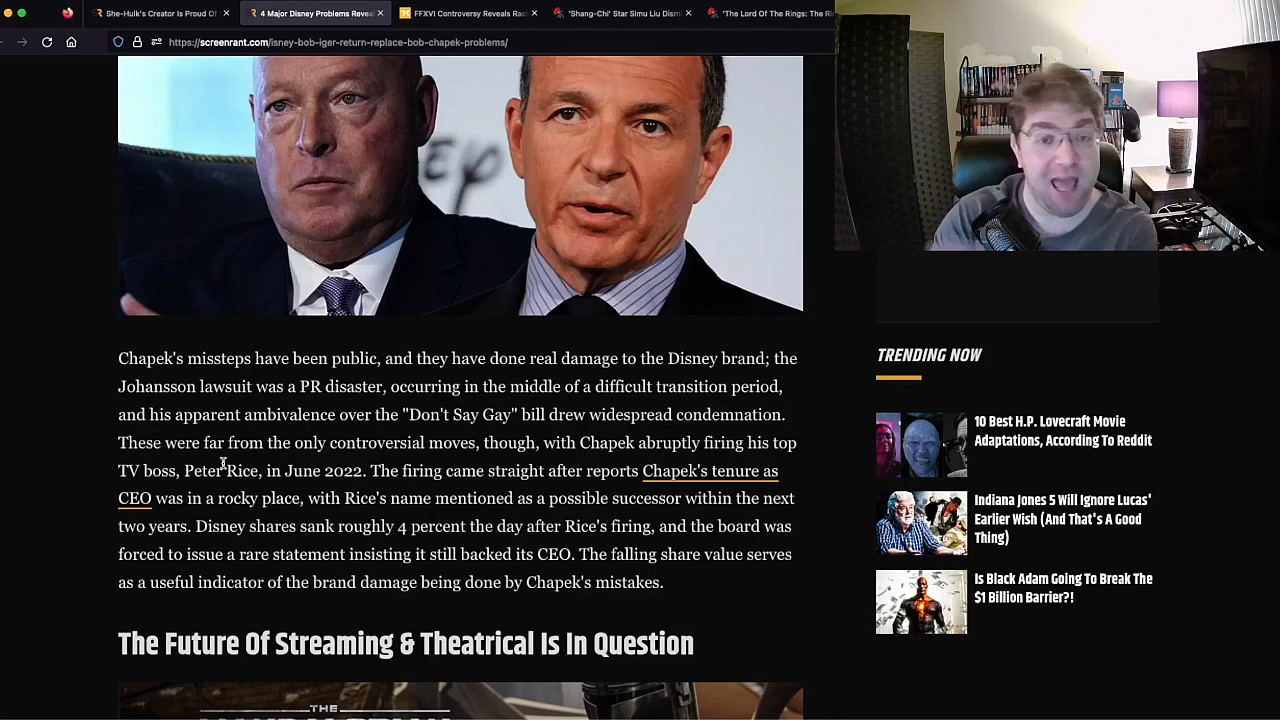 She-Hulk's Creator Is Proud Of
4 Major Disney Problems Reveal
FFXVI Controversy Reveals Rac
'Shang-Chi' Star Simu Liu Dism
'The Lord Of The Rings: The Ri
https://screenrant.com/isney-bob-iger-return-replace-bob-chapek-problems/
Chapek's missteps have been public, and they have done real damage to the Disney brand; the
Johansson lawsuit was a PR disaster, occurring in the middle of a difficult transition period,
and his apparent ambivalence over the "Don't Say Gay" bill drew widespread condemnation.
These were far from the only controversial moves, though, with Chapek abruptly firing his top
TV boss, Peter Rice, in June 2022. The firing came straight after reports Chapek's tenure as
CEO was in a rocky place, with Rice's name mentioned as a possible successor within the next
two years. Disney shares sank roughly 4 percent the day after Rice's firing, and the board was
forced to issue a rare statement insisting it still backed its CEO. The falling share value serves
as a useful indicator of the brand damage being done by Chapek's mistakes.
The Future Of Streaming & Theatrical Is In Question
THE
TRENDING NOW
10 Best H.P. Lovecraft Movie
Adaptations, According To Reddit
Indiana Jones 5 Will Ignore Lucas'
Earlier Wish (And That's A Good
Thing)
Is Black Adam Going To Break The
$1 Billion Barrier?!